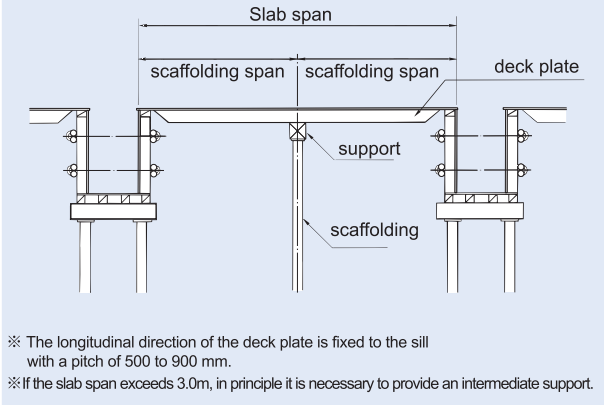 Slab span
scaffolding span scaffolding span
deck plate
support
scaffolding
※ The longitudinal direction of the deck plate is fixed to the sill
with a pitch of 500 to 900 mm.
※If the slab span exceeds 3.0m, in principle it is necessary to provide an intermediate support.